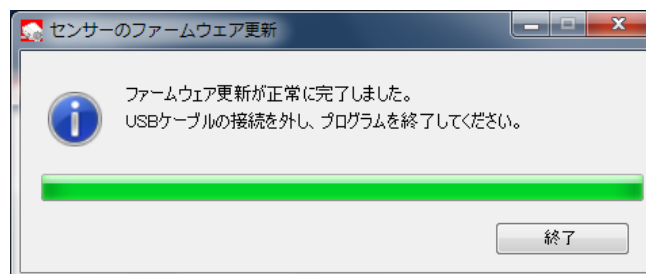 センサーのファームウェア更新
ファームウェア更新が正常に完了しました。
USBケーブルの接続を外し、プログラムを終了してください。
終了